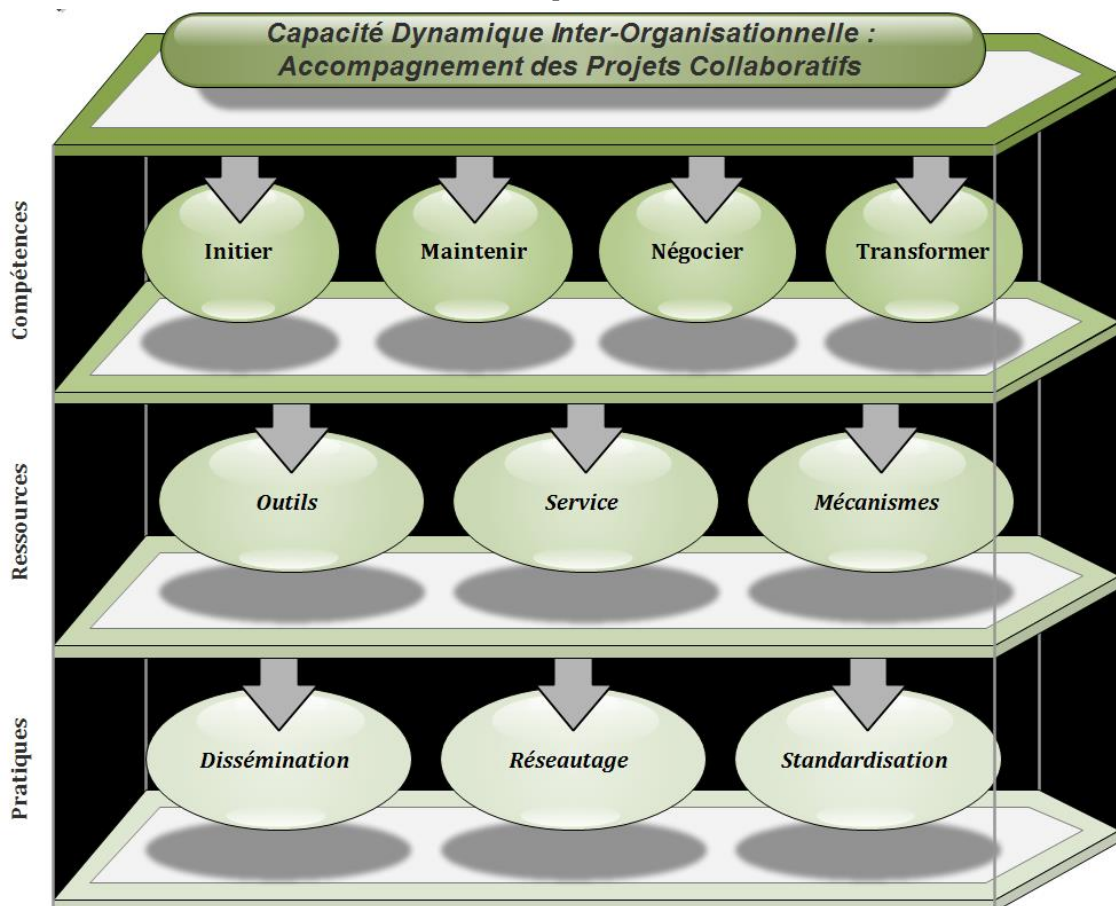 Capacité Dynamique Inter-Organisationnelle :
Accompagnement des Projets Collaboratifs
Compétences
Initier
Maintenir
Négocier
Transformer
Ressources
Outils
Service
Mécanismes
Pratiques
Dissémination
Réseautage
Standardisation